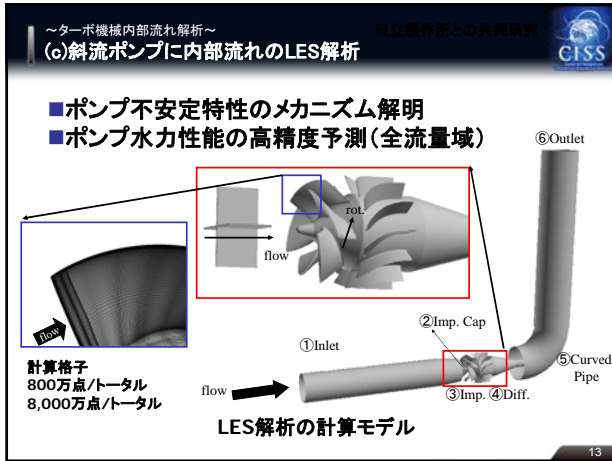 ～ターボ機械内部流れ解析～
日立製作所との共同研究
(c)斜流ポンプに内部流れのLES解析
CISS
■ポンプ不安定特性のメカニズム解明
■ポンプ水力性能の高精度予測（全流量域）
⑥Outlet
rot.
flow
flow
②Imp. Cap
①Inlet
⑤Curved
Pipe
計算格子
800万点/トータル
8,000万点/トータル
flow
③Imp. ④Diff.
LES解析の計算モデル
13